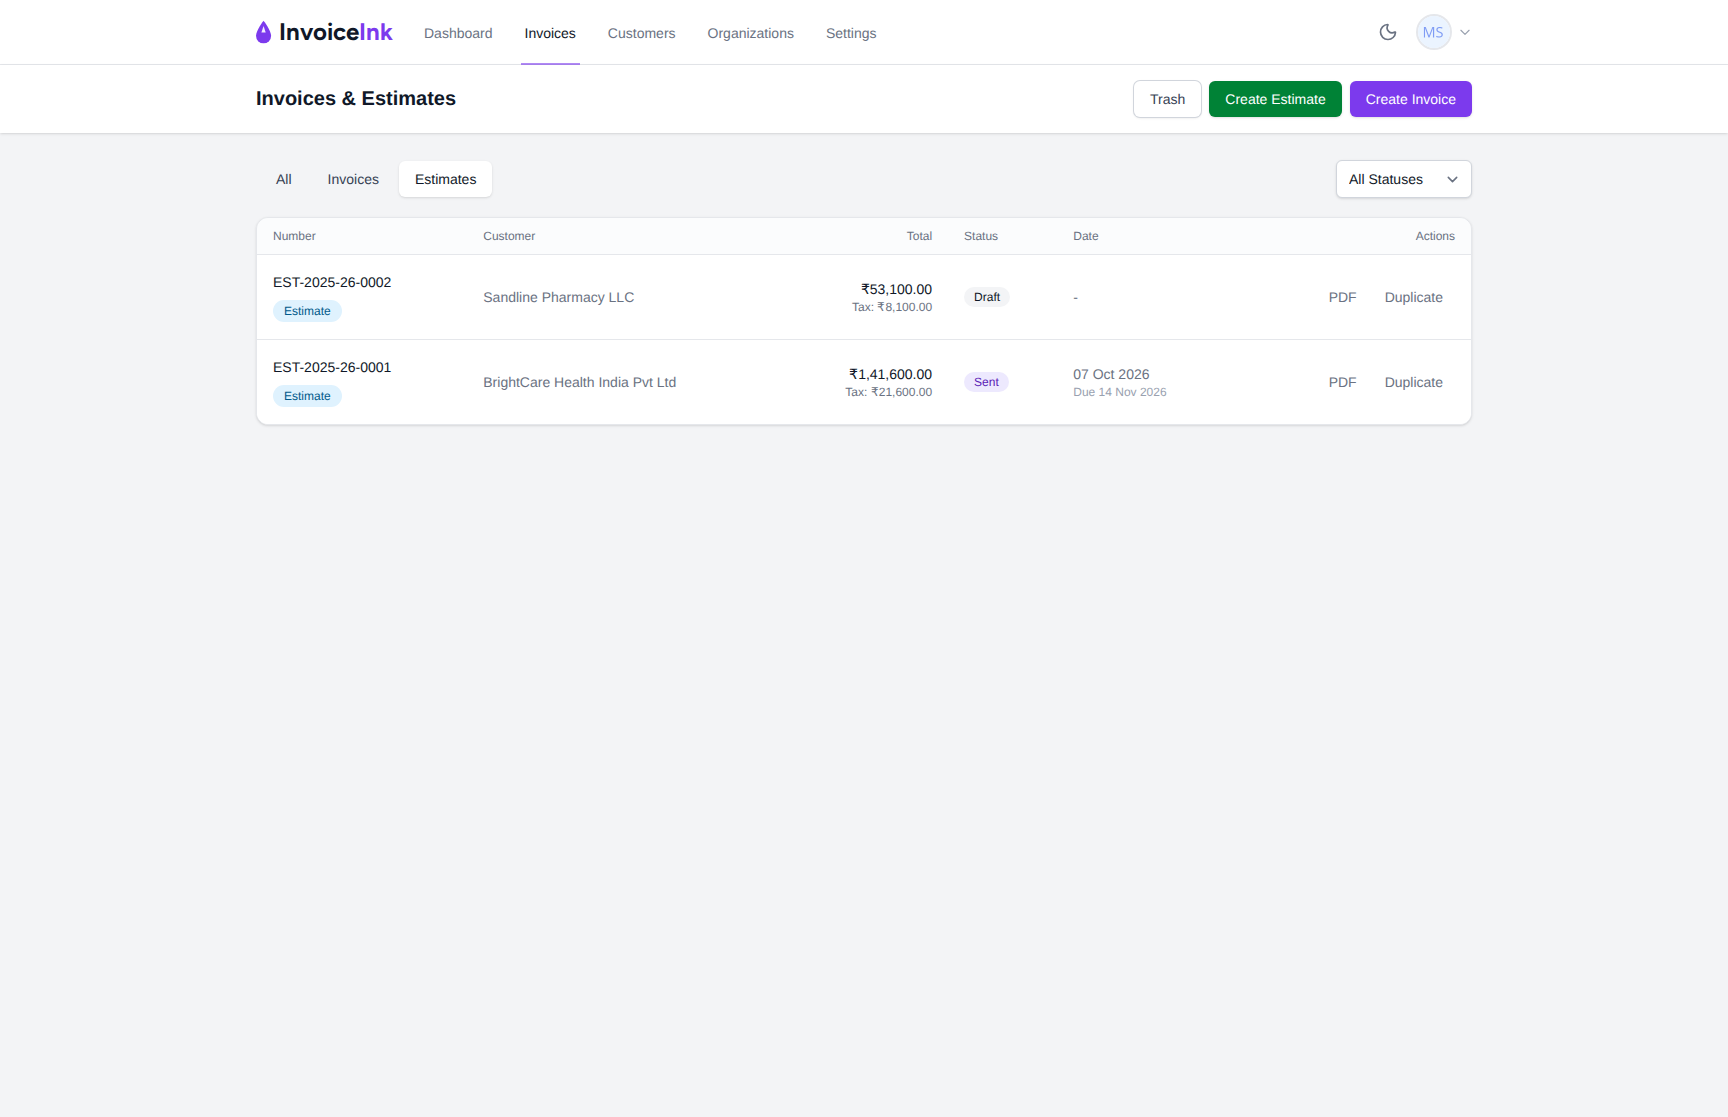 InvoiceInk
Dashboard
Invoices
Customers
Organizations
Settings
MS
Invoices & Estimates
Trash
Create Estimate
Create Invoice
All
Invoices
Estimates
All Statuses
Number
Customer
Total
Status
Date
Actions
EST-2025-26-0002
Estimate
Sandline Pharmacy LLC
₹53,100.00
Tax: ₹8,100.00
Draft
-
PDF
Duplicate
EST-2025-26-0001
Estimate
BrightCare Health India Pvt Ltd
₹1,41,600.00
Tax: ₹21,600.00
Sent
07 Oct 2026
Due 14 Nov 2026
PDF
Duplicate